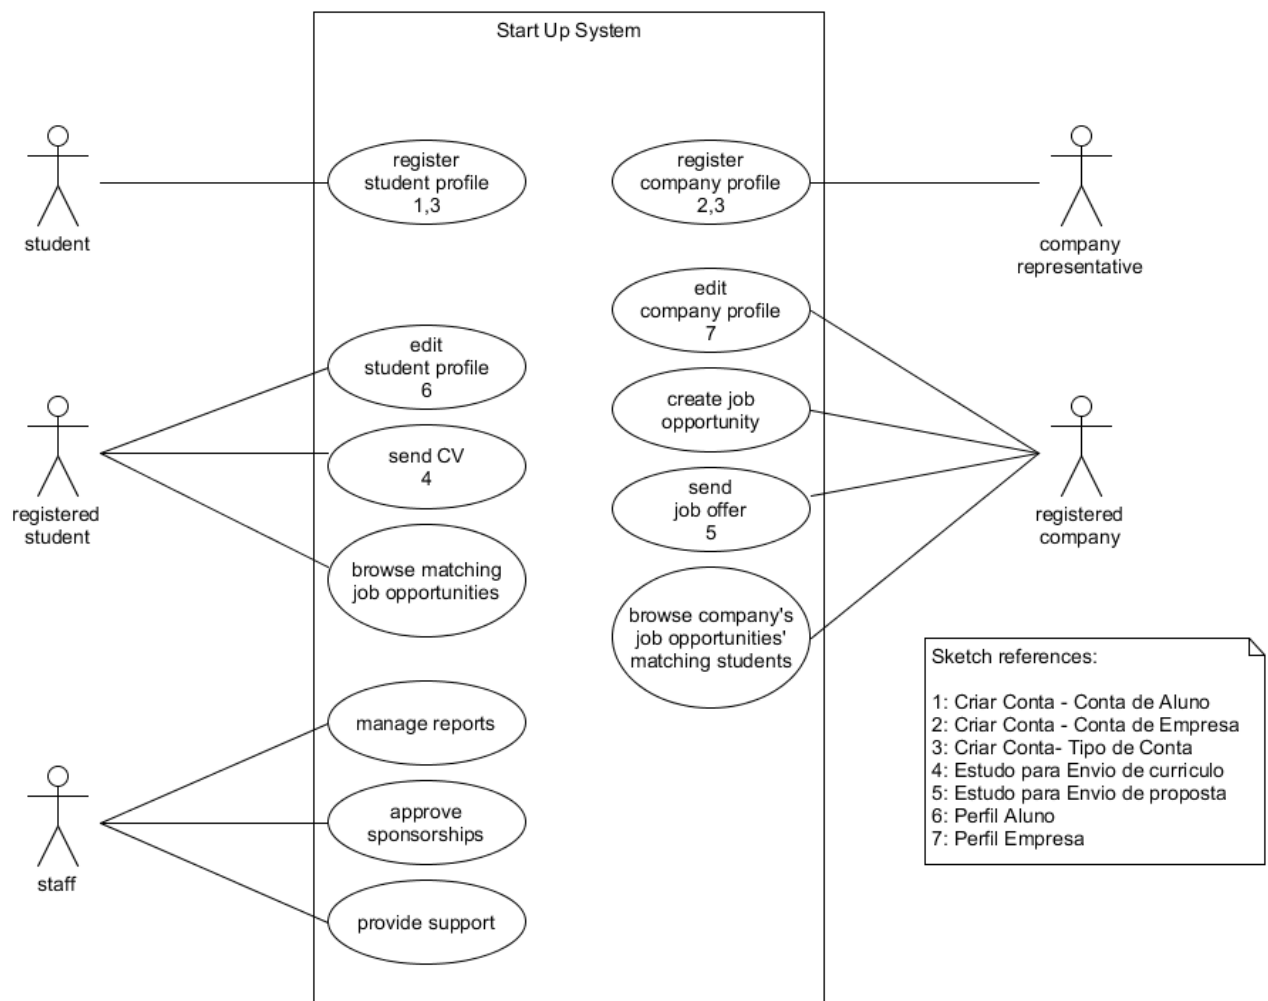 Start Up System
register
student profile
1,3
register
company profile
2,3
student
company
representative
edit
company profile
7
edit
student profile
6
create job
opportunity
send CV
4
send
job offer
5
registered
student
registered
company
browse matching
job opportunities
browse company's
job opportunities'
matching students
manage reports
approve
sponsorships
staff
provide support
Sketch references:
1: Criar Conta - Conta de Aluno
2: Criar Conta - Conta de Empresa
3: Criar Conta- Tipo de Conta
4: Estudo para Envio de curriculo
5: Estudo para Envio de proposta
6: Perfil Aluno
7: Perfil Empresa